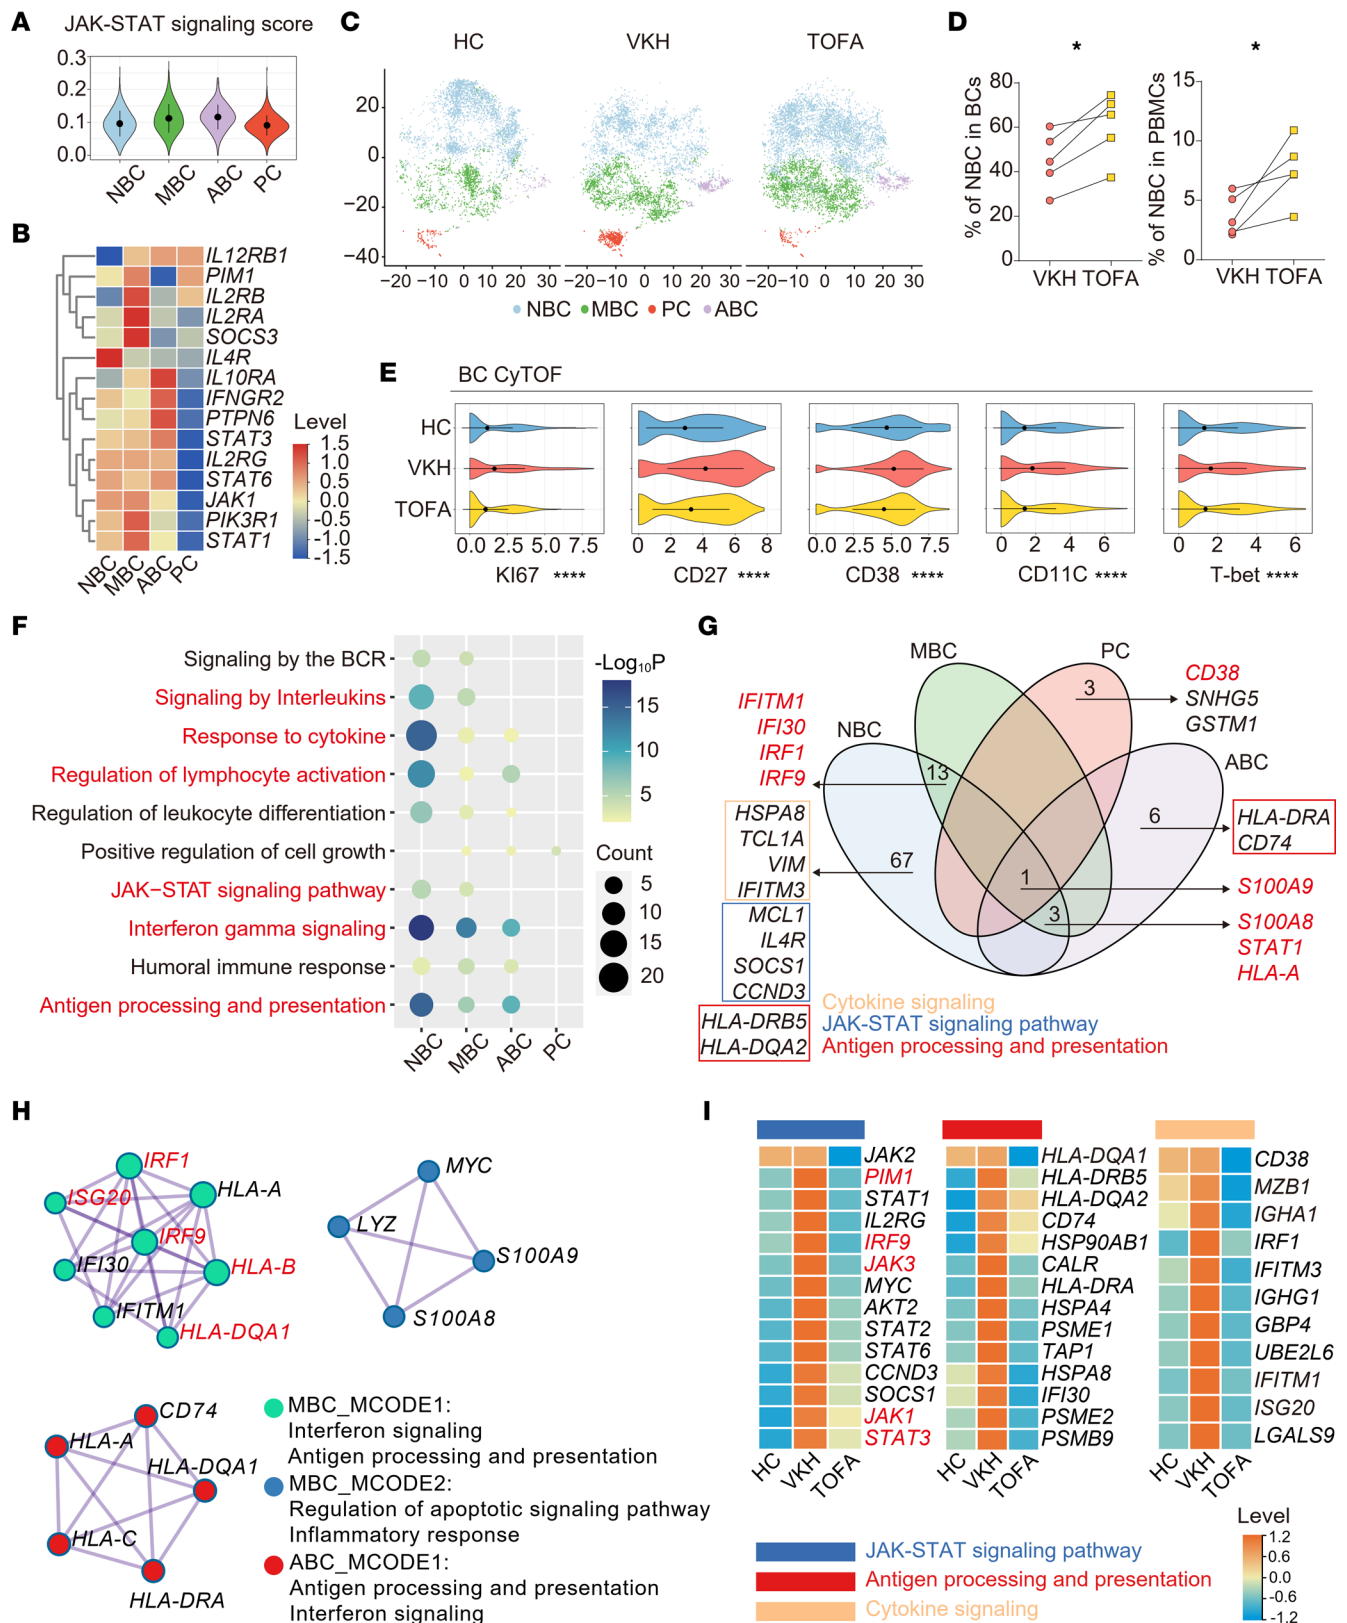 A
JAK-STAT signaling score
0.3
0.2
0.1
0.0
NBC
MBC
ABC
PC
B
IL12RB1
PIM1
IL2RB
IL2RA
SOCS3
IL4R
IL10RA
IFNGR2
PTPN6
STAT3
IL2RG
STAT6
JAK1
PIK3R1
STAT1
NBC
MBC
ABC
PC
Level
1.5
1.0
0.5
0.0
-0.5
-1.0
-1.5
C
HC VKH TOFA
20
0
−20
−40
−20 −10 0 10 20 30 −20 −10 0 10 20 30 −20 −10 0 10 20 30
NBC MBC PC ABC
D
*
% of NBC in BCs
80
60
40
20
0
VKH TOFA
*
% of NBC in PBMCs
15
10
5
0
VKH TOFA
E
BC CyTOF
HC
VKH
TOFA
0.0 2.5 5.0 7.5
KI67 ****
0 2 4 6 8
CD27 ****
0.0 2.5 5.0 7.5
CD38 ****
0 2 4 6
CD11C ****
0 2 4 6
T-bet ****
F
Signaling by the BCR
Signaling by Interleukins
Response to cytokine
Regulation of lymphocyte activation
Regulation of leukocyte differentiation
Positive regulation of cell growth
JAK−STAT signaling pathway
Interferon gamma signaling
Humoral immune response
Antigen processing and presentation
NBC
MBC
ABC
PC
-Log₁₀P
15
10
5
Count
5
10
15
20
G
MBC
PC
NBC
ABC
3
13
6
67
1
3
IFITM1
IFI30
IRF1
IRF9
HSPA8
TCL1A
VIM
IFITM3
MCL1
IL4R
SOCS1
CCND3
HLA-DRB5
HLA-DQA2
CD38
SNHG5
GSTM1
HLA-DRA
CD74
S100A9
S100A8
STAT1
HLA-A
Cytokine signaling
JAK-STAT signaling pathway
Antigen processing and presentation
H
IRF1
ISG20
HLA-A
IRF9
IFI30
HLA-B
IFITM1
HLA-DQA1
MYC
LYZ
S100A9
S100A8
CD74
HLA-A
HLA-DQA1
HLA-C
HLA-DRA
MBC_MCODE1:
Interferon signaling
Antigen processing and presentation
MBC_MCODE2:
Regulation of apoptotic signaling pathway
Inflammatory response
ABC_MCODE1:
Antigen processing and presentation
Interferon signaling
I
JAK2
PIM1
STAT1
IL2RG
IRF9
JAK3
MYC
AKT2
STAT2
STAT6
CCND3
SOCS1
JAK1
STAT3
HC
VKH
TOFA
HLA-DQA1
HLA-DRB5
HLA-DQA2
CD74
HSP90AB1
CALR
HLA-DRA
HSPA4
PSME1
TAP1
HSPA8
IFI30
PSME2
PSMB9
HC
VKH
TOFA
CD38
MZB1
IGHA1
IRF1
IFITM3
IGHG1
GBP4
UBE2L6
IFITM1
ISG20
LGALS9
HC
VKH
TOFA
JAK-STAT signaling pathway
Antigen processing and presentation
Cytokine signaling
Level
1.2
0.6
0.0
-0.6
-1.2